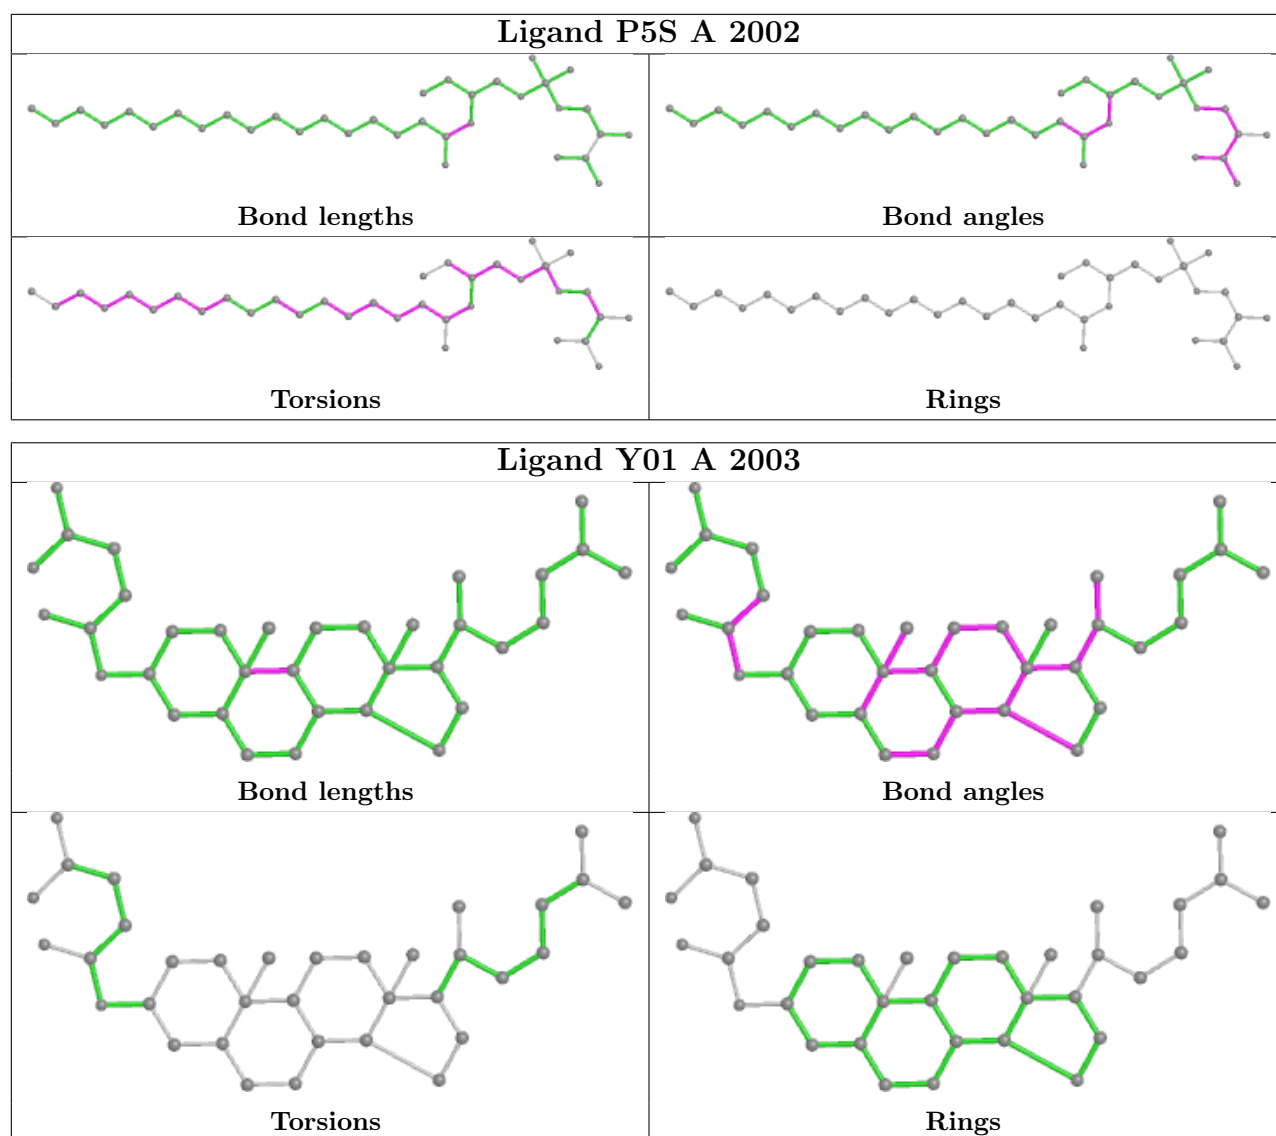 Ligand P5S A 2002
Bond lengths
Bond angles
Torsions
Rings
Ligand Y01 A 2003
Bond lengths
Bond angles
Torsions
Rings